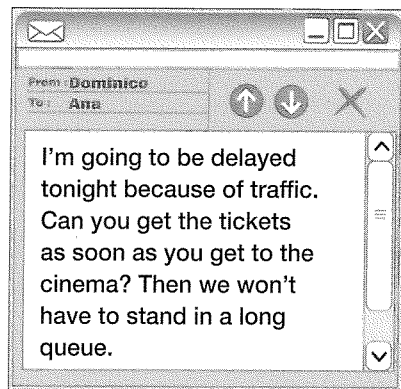 From : Dominico
To : Ana
I'm going to be delayed
tonight because of traffic.
Can you get the tickets
as soon as you get to the
cinema? Then we won't
have to stand in a long
queue.